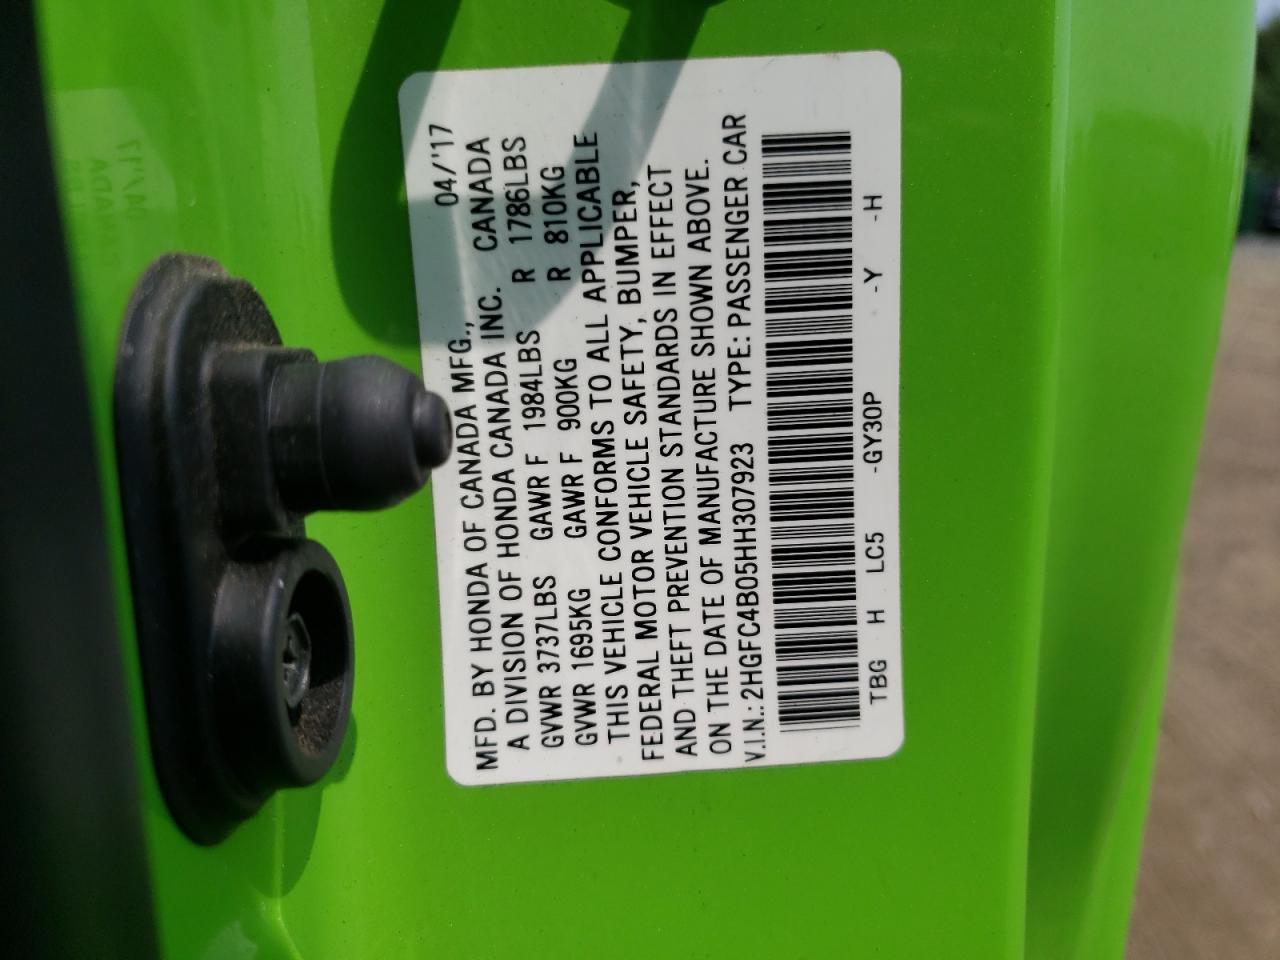 MFD. BY HONDA OF CANADA MFG., 04/'17
A DIVISION OF HONDA CANADA INC. CANADA
GVWR 3737LBS GAWR F 1984LBS R 1786LBS
GVWR 1695KG GAWR F 900KG R 810KG
THIS VEHICLE CONFORMS TO ALL APPLICABLE
FEDERAL MOTOR VEHICLE SAFETY, BUMPER,
AND THEFT PREVENTION STANDARDS IN EFFECT
ON THE DATE OF MANUFACTURE SHOWN ABOVE.
V.I.N.: 2HGFC4B05HH307923 TYPE: PASSENGER CAR
TBG H LC5 -GY30P -Y -H